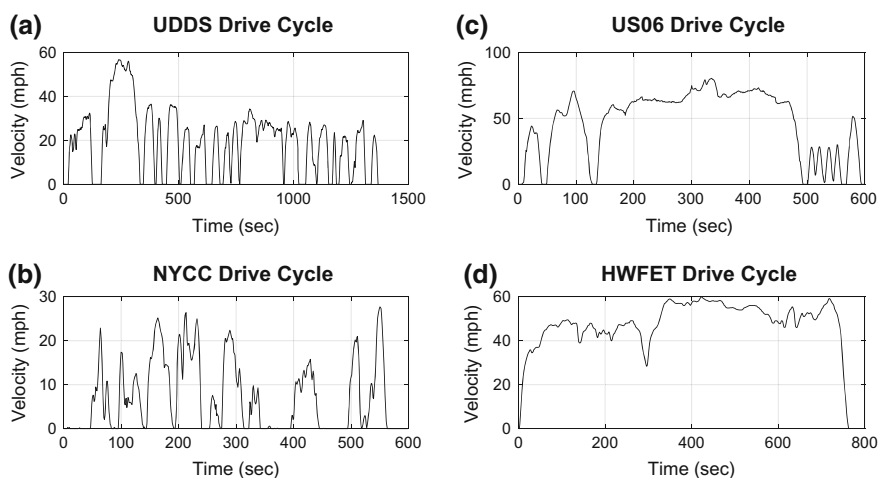 (a)
UDDS Drive Cycle
Velocity (mph)
60
40
20
0
0 500 1000 1500
Time (sec)
(b)
NYCC Drive Cycle
Velocity (mph)
30
20
10
0
0 100 200 300 400 500 600
Time (sec)
(c)
US06 Drive Cycle
Velocity (mph)
100
50
0
0 100 200 300 400 500 600
Time (sec)
(d)
HWFET Drive Cycle
Velocity (mph)
60
40
20
0
0 200 400 600 800
Time (sec)